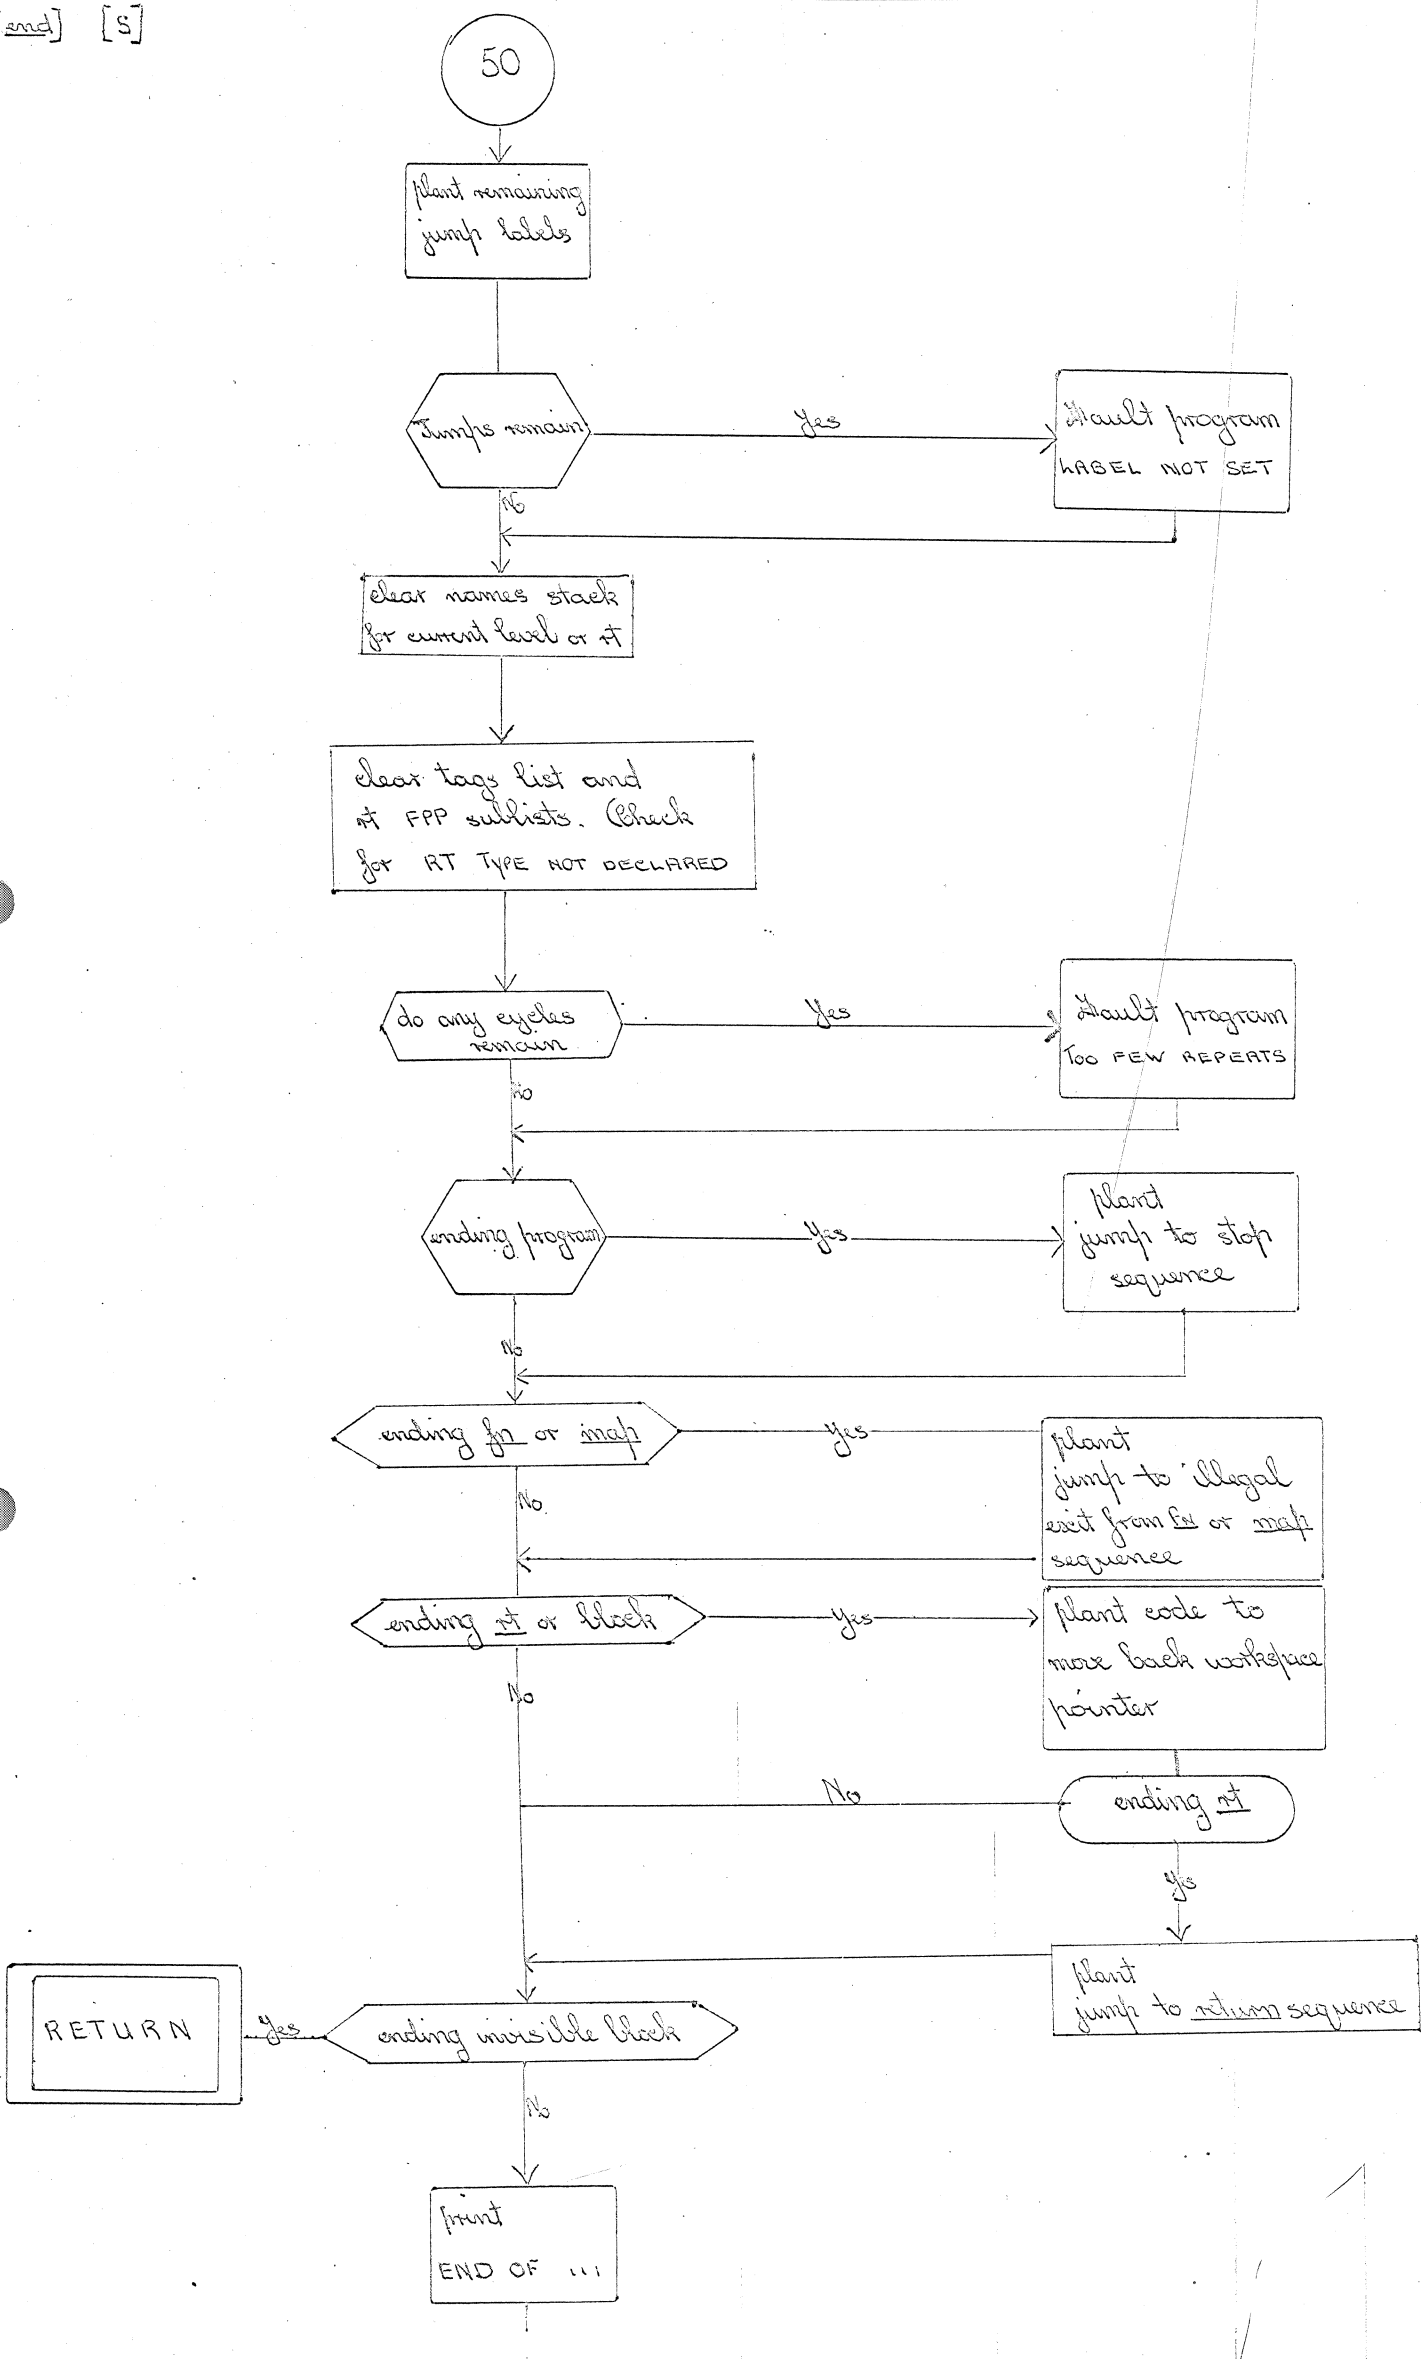 end] [S]
50
plant remaining
jump labels
Jumps remain
Yes
Fault program
LABEL NOT SET
No
clear names stack
for current level or rt
clear tags list and
rt FPP sublists. (Check
for RT TYPE NOT DECLARED
do any cycles
remain
Yes
Fault program
TOO FEW REPEATS
No
ending program
Yes
plant
jump to stop
sequence
No
ending fn or map
Yes
plant
jump to illegal
exit from fn or map
sequence
No
ending rt or block
Yes
plant code to
move back workspace
pointer
No
No
ending rt
Yes
plant
jump to return sequence
RETURN
Yes
ending invisible block
No
print
END OF ...